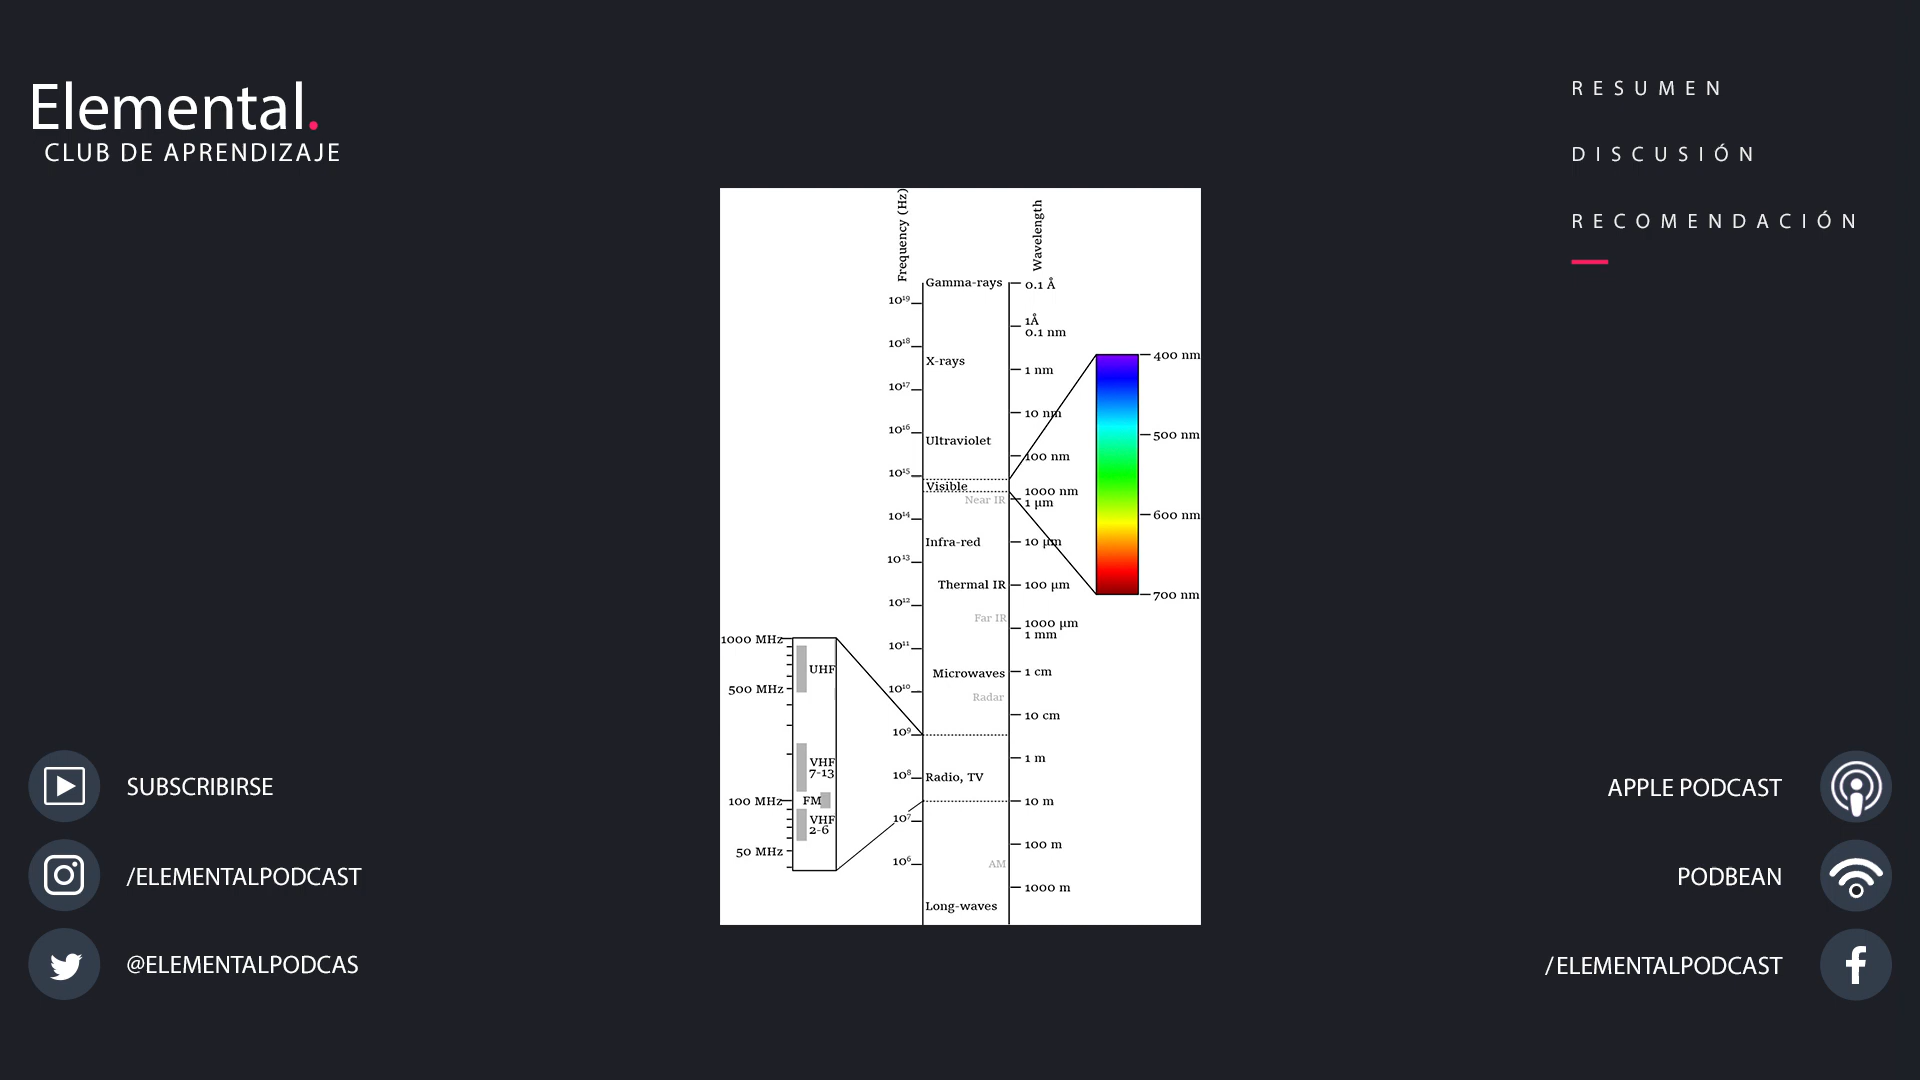 Elemental.
CLUB DE APRENDIZAJE
RESUMEN
DISCUSIÓN
RECOMENDACIÓN
Frequency (Hz)
Wavelength
Gamma-rays
X-rays
Ultraviolet
Visible
Near IR
Infra-red
Thermal IR
Far IR
Microwaves
Radar
Radio, TV
AM
Long-waves
10¹⁹
10¹⁸
10¹⁷
10¹⁶
10¹⁵
10¹⁴
10¹³
10¹²
10¹¹
10¹⁰
10⁹
10⁸
10⁷
10⁶
0.1 Å
1Å
0.1 nm
1 nm
10 nm
100 nm
1000 nm
1 µm
10 µm
100 µm
1000 µm
1 mm
1 cm
10 cm
1 m
10 m
100 m
1000 m
400 nm
500 nm
600 nm
700 nm
1000 MHz
500 MHz
100 MHz
50 MHz
UHF
VHF
7-13
FM
VHF
2-6
SUBSCRIBIRSE
/ELEMENTALPODCAST
@ELEMENTALPODCAS
APPLE PODCAST
PODBEAN
/ELEMENTALPODCAST